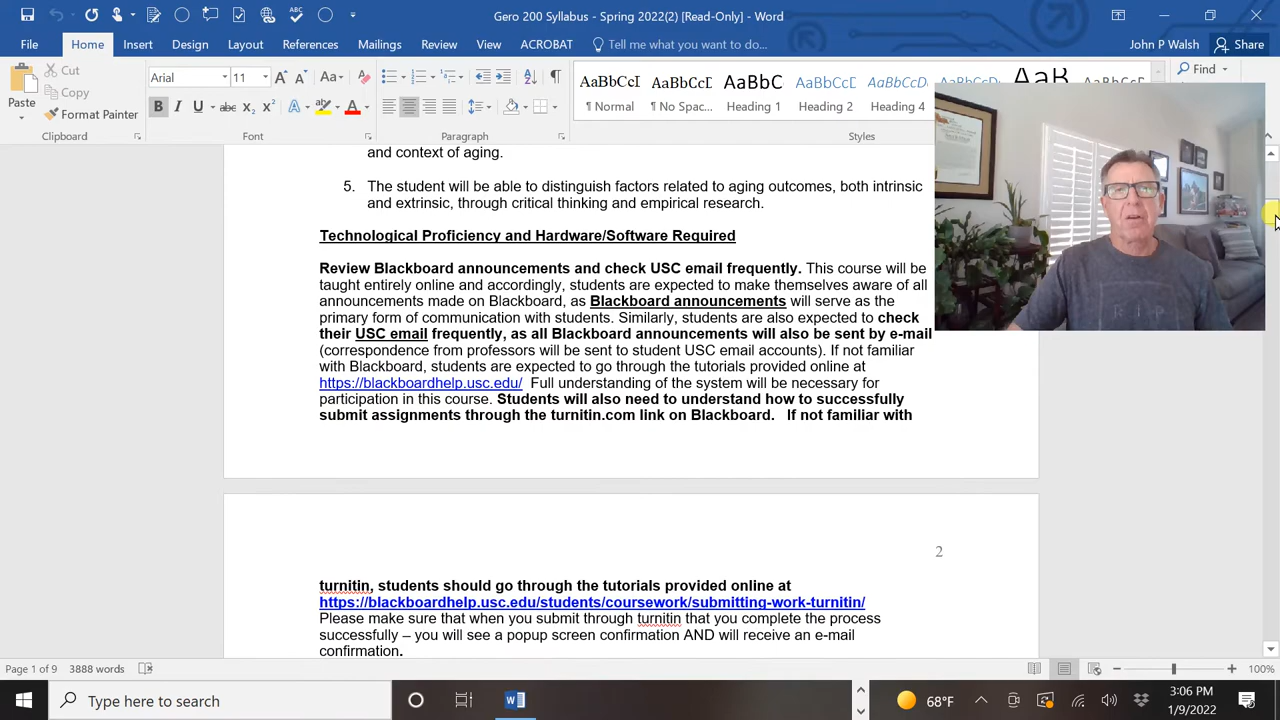 Gero 200 Syllabus - Spring 2022(2) [Read-Only] - Word
File Home Insert Design Layout References Mailings Review View ACROBAT Tell me what you want to do... John P Walsh Share
Paste
Cut
Copy
Format Painter
Clipboard
Arial 11
Font
Paragraph
AaBbCcI AaBbCcI AaBbC AaBbCcD AaBbCcD
¶ Normal ¶ No Spac... Heading 1 Heading 2 Heading 4
Styles
Find
and context of aging.
5. The student will be able to distinguish factors related to aging outcomes, both intrinsic
and extrinsic, through critical thinking and empirical research.
Technological Proficiency and Hardware/Software Required
Review Blackboard announcements and check USC email frequently. This course will be
taught entirely online and accordingly, students are expected to make themselves aware of all
announcements made on Blackboard, as Blackboard announcements will serve as the
primary form of communication with students. Similarly, students are also expected to check
their USC email frequently, as all Blackboard announcements will also be sent by e-mail
(correspondence from professors will be sent to student USC email accounts). If not familiar
with Blackboard, students are expected to go through the tutorials provided online at
https://blackboardhelp.usc.edu/ Full understanding of the system will be necessary for
participation in this course. Students will also need to understand how to successfully
submit assignments through the turnitin.com link on Blackboard. If not familiar with
2
turnitin, students should go through the tutorials provided online at
https://blackboardhelp.usc.edu/students/coursework/submitting-work-turnitin/
Please make sure that when you submit through turnitin that you complete the process
successfully – you will see a popup screen confirmation AND will receive an e-mail
confirmation.
Page 1 of 9 3888 words 100%
Type here to search
68°F
3:06 PM
1/9/2022